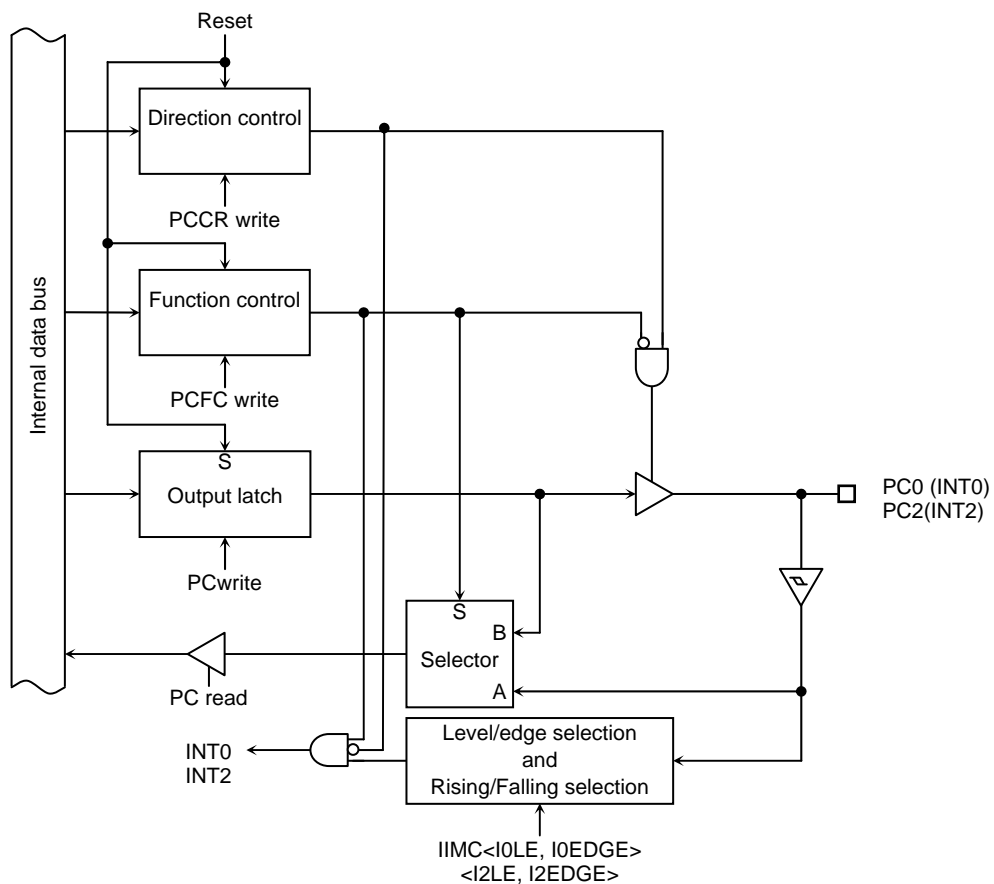 Reset
Direction control
PCCR write
Internal data bus
Function control
PCFC write
S
Output latch
PCwrite
PC0 (INT0)
PC2(INT2)
S
B
Selector
A
PC read
Level/edge selection
and
Rising/Falling selection
INT0
INT2
IIMC<I0LE, I0EDGE>
<I2LE, I2EDGE>